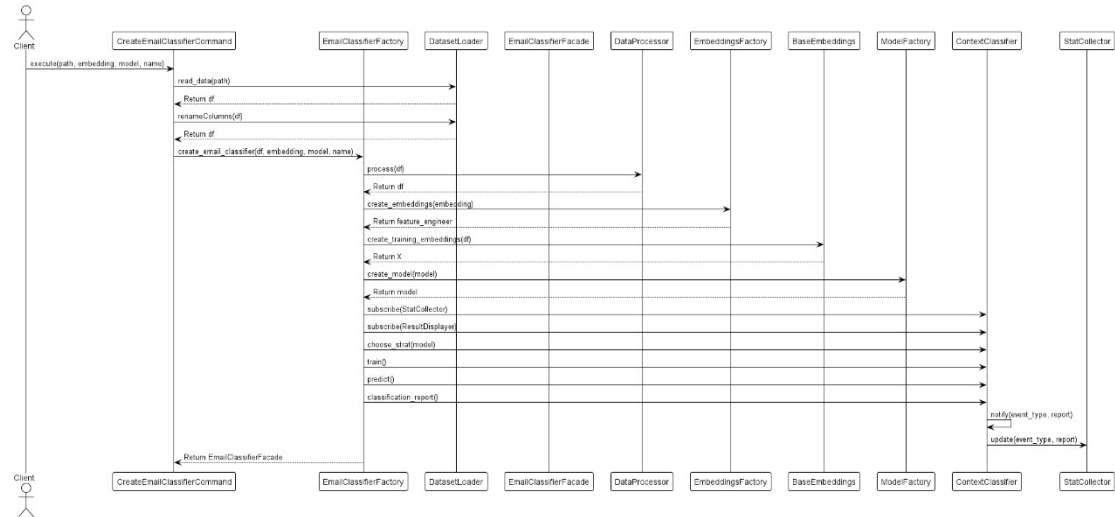 Client
CreateEmailClassifierCommand
EmailClassifierFactory
DatasetLoader
EmailClassifierFacade
DataProcessor
EmbeddingsFactory
BaseEmbeddings
ModelFactory
ContextClassifier
StatCollector
execute(path, embedding, model, name)
read_data(path)
Return df
renameColumns(df)
Return df
create_email_classifier(df, embedding, model, name)
process(df)
Return df
create_embeddings(embedding)
Return feature_engineer
create_training_embeddings(df)
Return X
create_model(model)
Return model
subscribe(StatCollector)
subscribe(ResultDisplayer)
choose_strat(model)
train()
predict()
classification_report()
notify(event_type, report)
update(event_type, report)
Return EmailClassifierFacade
Client
CreateEmailClassifierCommand
EmailClassifierFactory
DatasetLoader
EmailClassifierFacade
DataProcessor
EmbeddingsFactory
BaseEmbeddings
ModelFactory
ContextClassifier
StatCollector